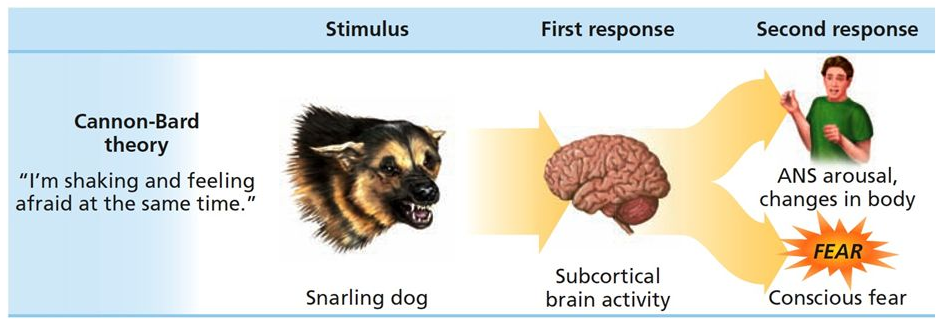 Stimulus
First response
Second response
Cannon-Bard
theory
“I’m shaking and feeling
afraid at the same time.”
Snarling dog
Subcortical
brain activity
ANS arousal,
changes in body
FEAR
Conscious fear